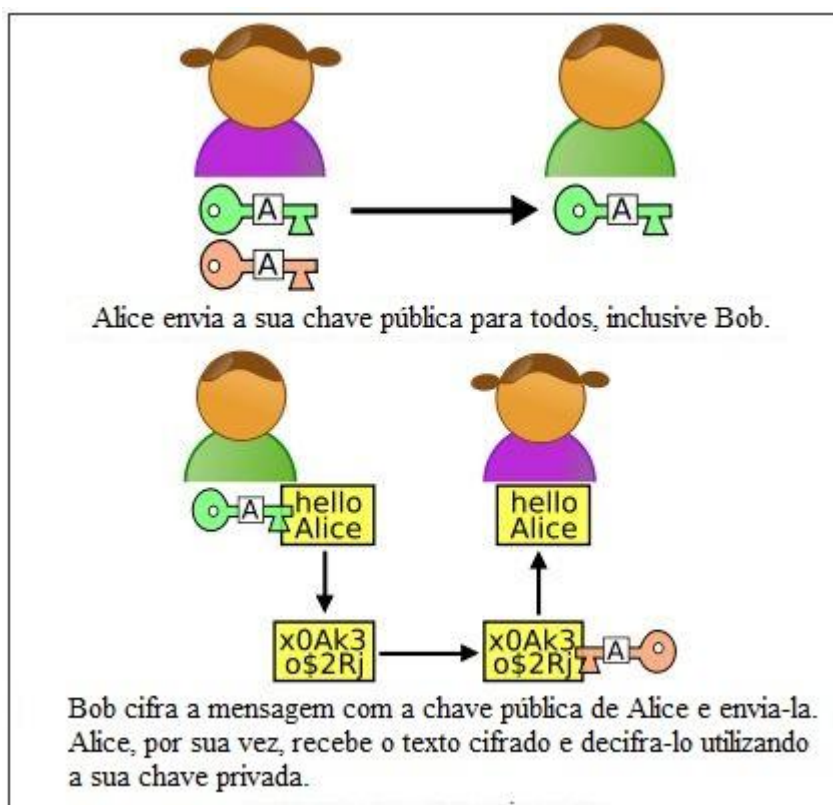 A
A
A
Alice envia a sua chave pública para todos, inclusive Bob.
A
hello
Alice
hello
Alice
x0Ak3
o$2Rj
x0Ak3
o$2Rj
A
Bob cifra a mensagem com a chave pública de Alice e envia-la.
Alice, por sua vez, recebe o texto cifrado e decifra-lo utilizando
a sua chave privada.